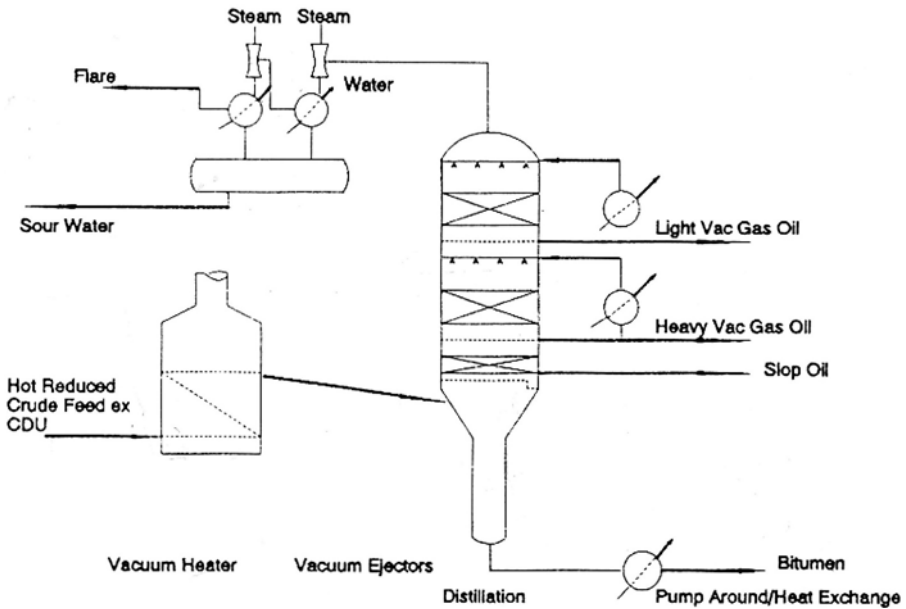 Steam Steam
Flare
Water
Sour Water
Light Vac Gas Oil
Heavy Vac Gas Oil
Slop Oil
Hot Reduced
Crude Feed ex
CDU
Vacuum Heater
Vacuum Ejectors
Bitumen
Distillation
Pump Around/Heat Exchange